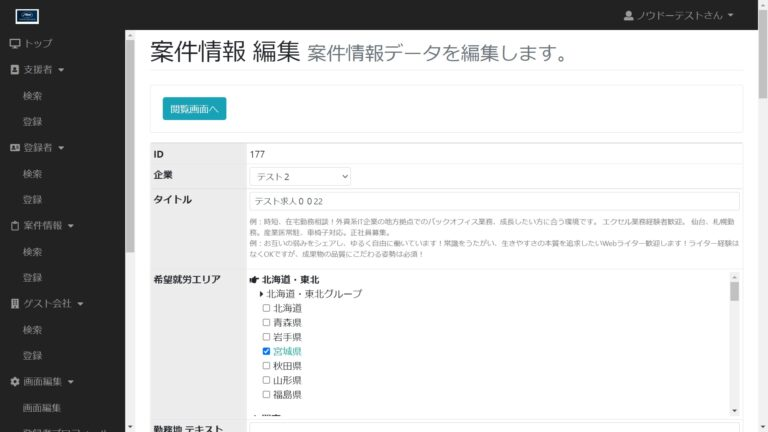 ノウドーテストさん
トップ
支援者
検索
登録
登録者
検索
登録
案件情報
検索
登録
ゲスト会社
検索
登録
画面編集
画面編集
案件情報 編集 案件情報データを編集します。
閲覧画面へ
ID 177
企業 テスト２
タイトル テスト求人００22
例：時短、在宅勤務相談！外資系IT企業の地方拠点でのバックオフィス業務、成長したい方に合う環境です。 エクセル業務経験者歓迎。 仙台、札幌勤
務。産業医常駐、車椅子対応。正社員募集。
例：お互いの弱みをシェアし、ゆるく自由に働いています！常識をうたがい、生きやすさの本質を追求したいWebライター歓迎します！ライター経験は
なくOKですが、成果物の品質にこだわる姿勢は必須！
希望就労エリア 北海道・東北
北海道・東北グループ
北海道
青森県
岩手県
宮城県
秋田県
山形県
福島県
勤務地 テキスト